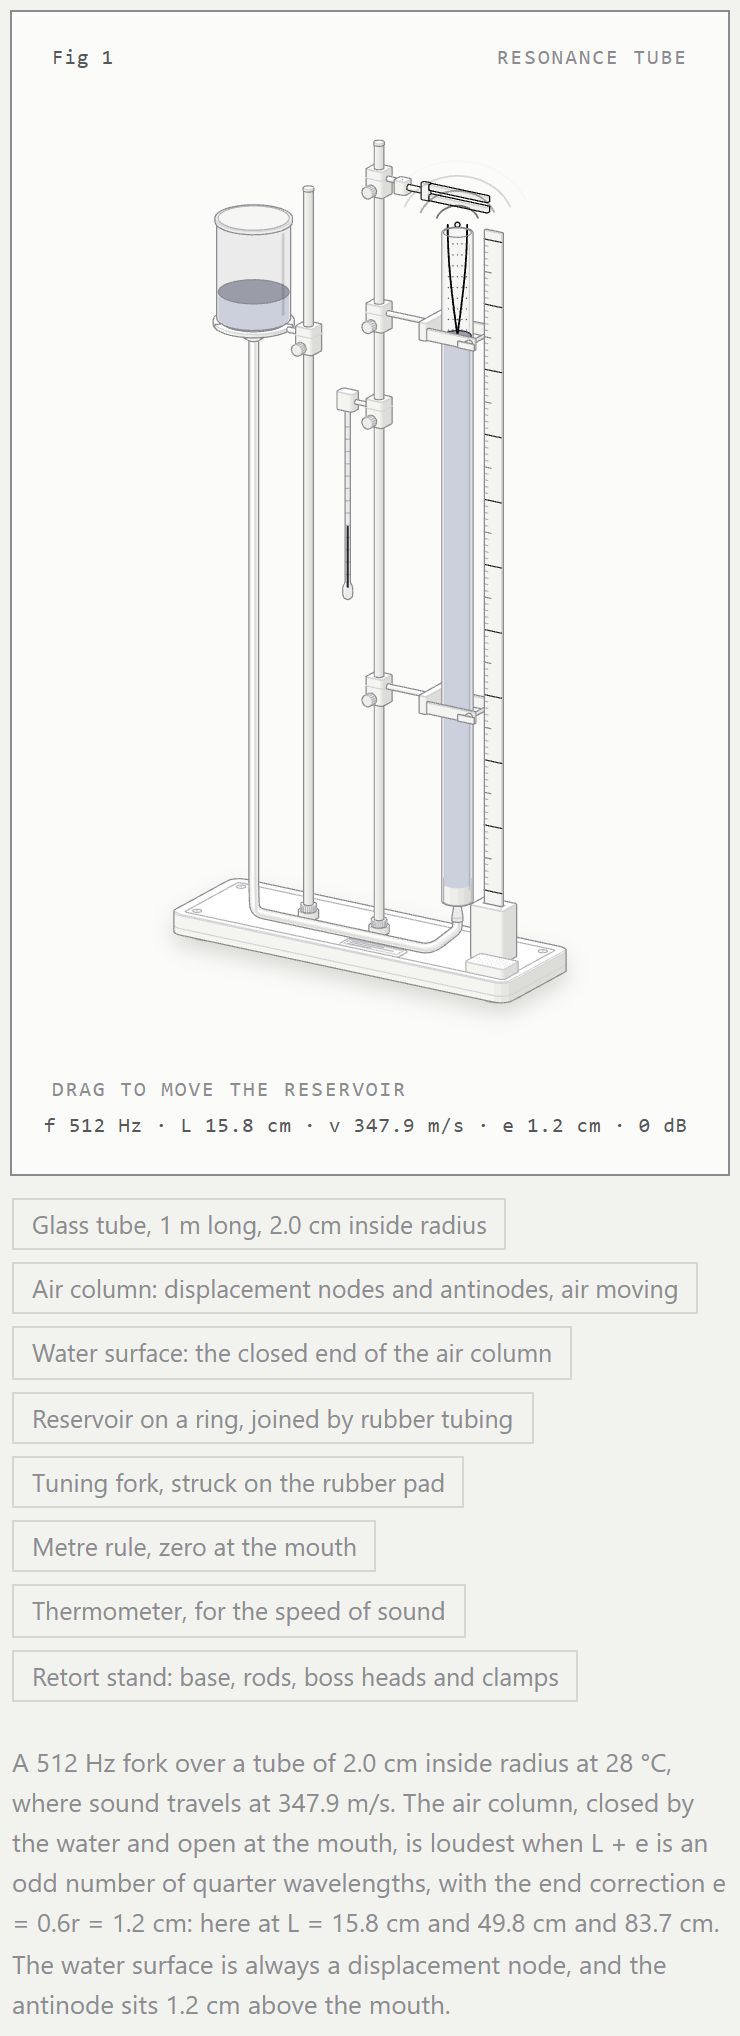 Fig 1
RESONANCE TUBE
DRAG TO MOVE THE RESERVOIR
f 512 Hz · L 15.8 cm · v 347.9 m/s · e 1.2 cm · 0 dB
Glass tube, 1 m long, 2.0 cm inside radius
Air column: displacement nodes and antinodes, air moving
Water surface: the closed end of the air column
Reservoir on a ring, joined by rubber tubing
Tuning fork, struck on the rubber pad
Metre rule, zero at the mouth
Thermometer, for the speed of sound
Retort stand: base, rods, boss heads and clamps
A 512 Hz fork over a tube of 2.0 cm inside radius at 28 °C,
where sound travels at 347.9 m/s. The air column, closed by
the water and open at the mouth, is loudest when L + e is an
odd number of quarter wavelengths, with the end correction e
= 0.6r = 1.2 cm: here at L = 15.8 cm and 49.8 cm and 83.7 cm.
The water surface is always a displacement node, and the
antinode sits 1.2 cm above the mouth.